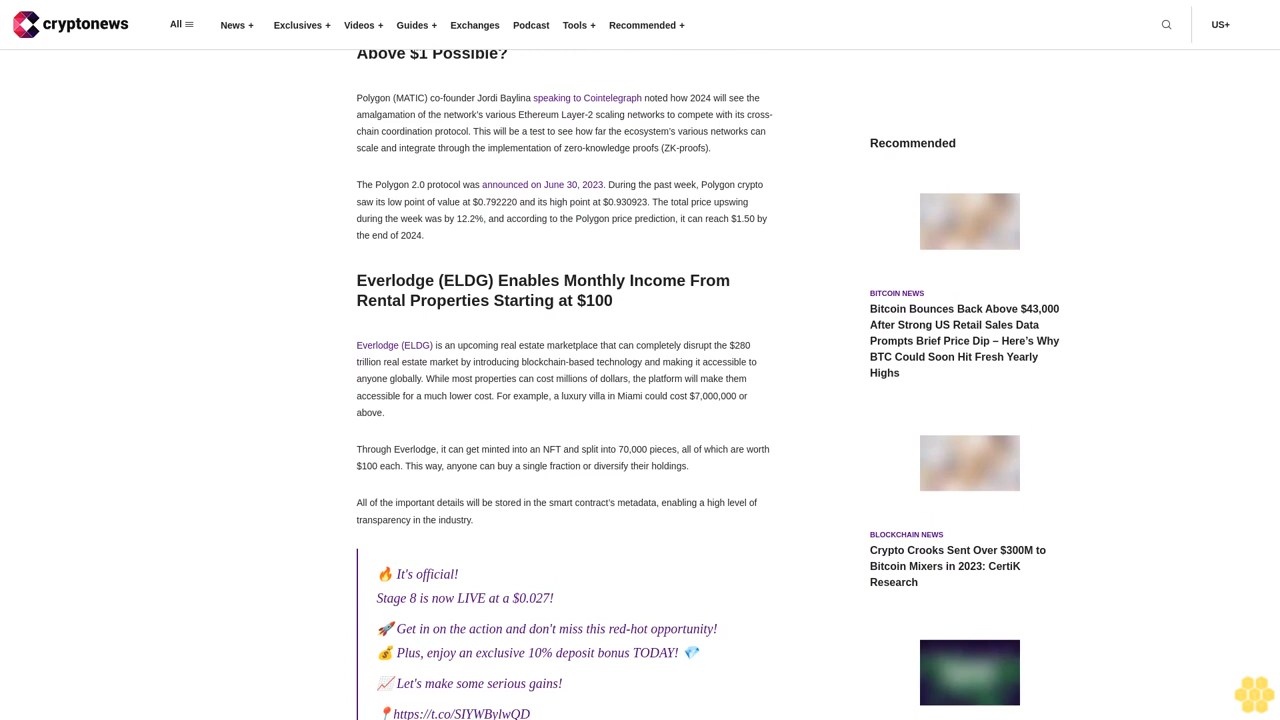 cryptonews
All
News +
Exclusives +
Videos +
Guides +
Exchanges
Podcast
Tools +
Recommended +
US+
Above $1 Possible?
Polygon (MATIC) co-founder Jordi Baylina speaking to Cointelegraph noted how 2024 will see the
amalgamation of the network's various Ethereum Layer-2 scaling networks to compete with its cross-
chain coordination protocol. This will be a test to see how far the ecosystem's various networks can
scale and integrate through the implementation of zero-knowledge proofs (ZK-proofs).
The Polygon 2.0 protocol was announced on June 30, 2023. During the past week, Polygon crypto
saw its low point of value at $0.792220 and its high point at $0.930923. The total price upswing
during the week was by 12.2%, and according to the Polygon price prediction, it can reach $1.50 by
the end of 2024.
Everlodge (ELDG) Enables Monthly Income From
Rental Properties Starting at $100
Everlodge (ELDG) is an upcoming real estate marketplace that can completely disrupt the $280
trillion real estate market by introducing blockchain-based technology and making it accessible to
anyone globally. While most properties can cost millions of dollars, the platform will make them
accessible for a much lower cost. For example, a luxury villa in Miami could cost $7,000,000 or
above.
Through Everlodge, it can get minted into an NFT and split into 70,000 pieces, all of which are worth
$100 each. This way, anyone can buy a single fraction or diversify their holdings.
All of the important details will be stored in the smart contract's metadata, enabling a high level of
transparency in the industry.
🔥 It's official!
Stage 8 is now LIVE at a $0.027!
🚀 Get in on the action and don't miss this red-hot opportunity!
💰 Plus, enjoy an exclusive 10% deposit bonus TODAY! 💎
📈 Let's make some serious gains!
📍https://t.co/SIYWBylwQD
Recommended
BITCOIN NEWS
Bitcoin Bounces Back Above $43,000
After Strong US Retail Sales Data
Prompts Brief Price Dip – Here's Why
BTC Could Soon Hit Fresh Yearly
Highs
BLOCKCHAIN NEWS
Crypto Crooks Sent Over $300M to
Bitcoin Mixers in 2023: CertiK
Research